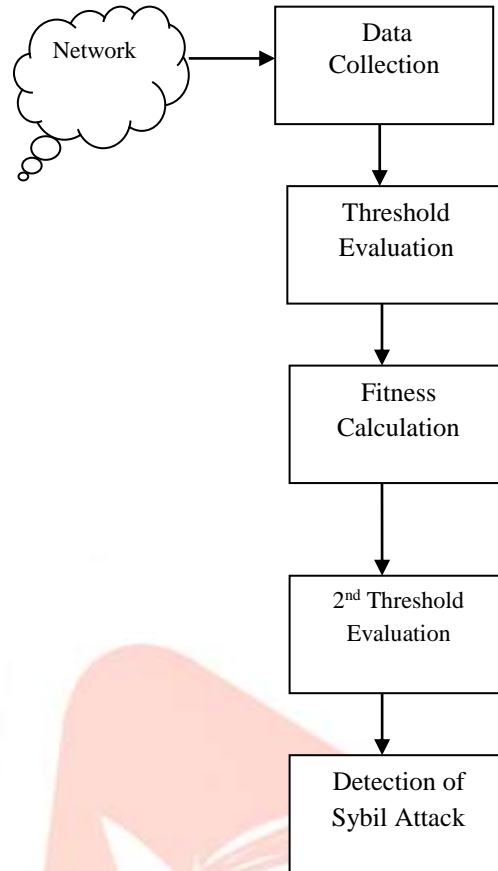 Network
Data
Collection
Threshold
Evaluation
Fitness
Calculation
2nd Threshold
Evaluation
Detection of
Sybil Attack